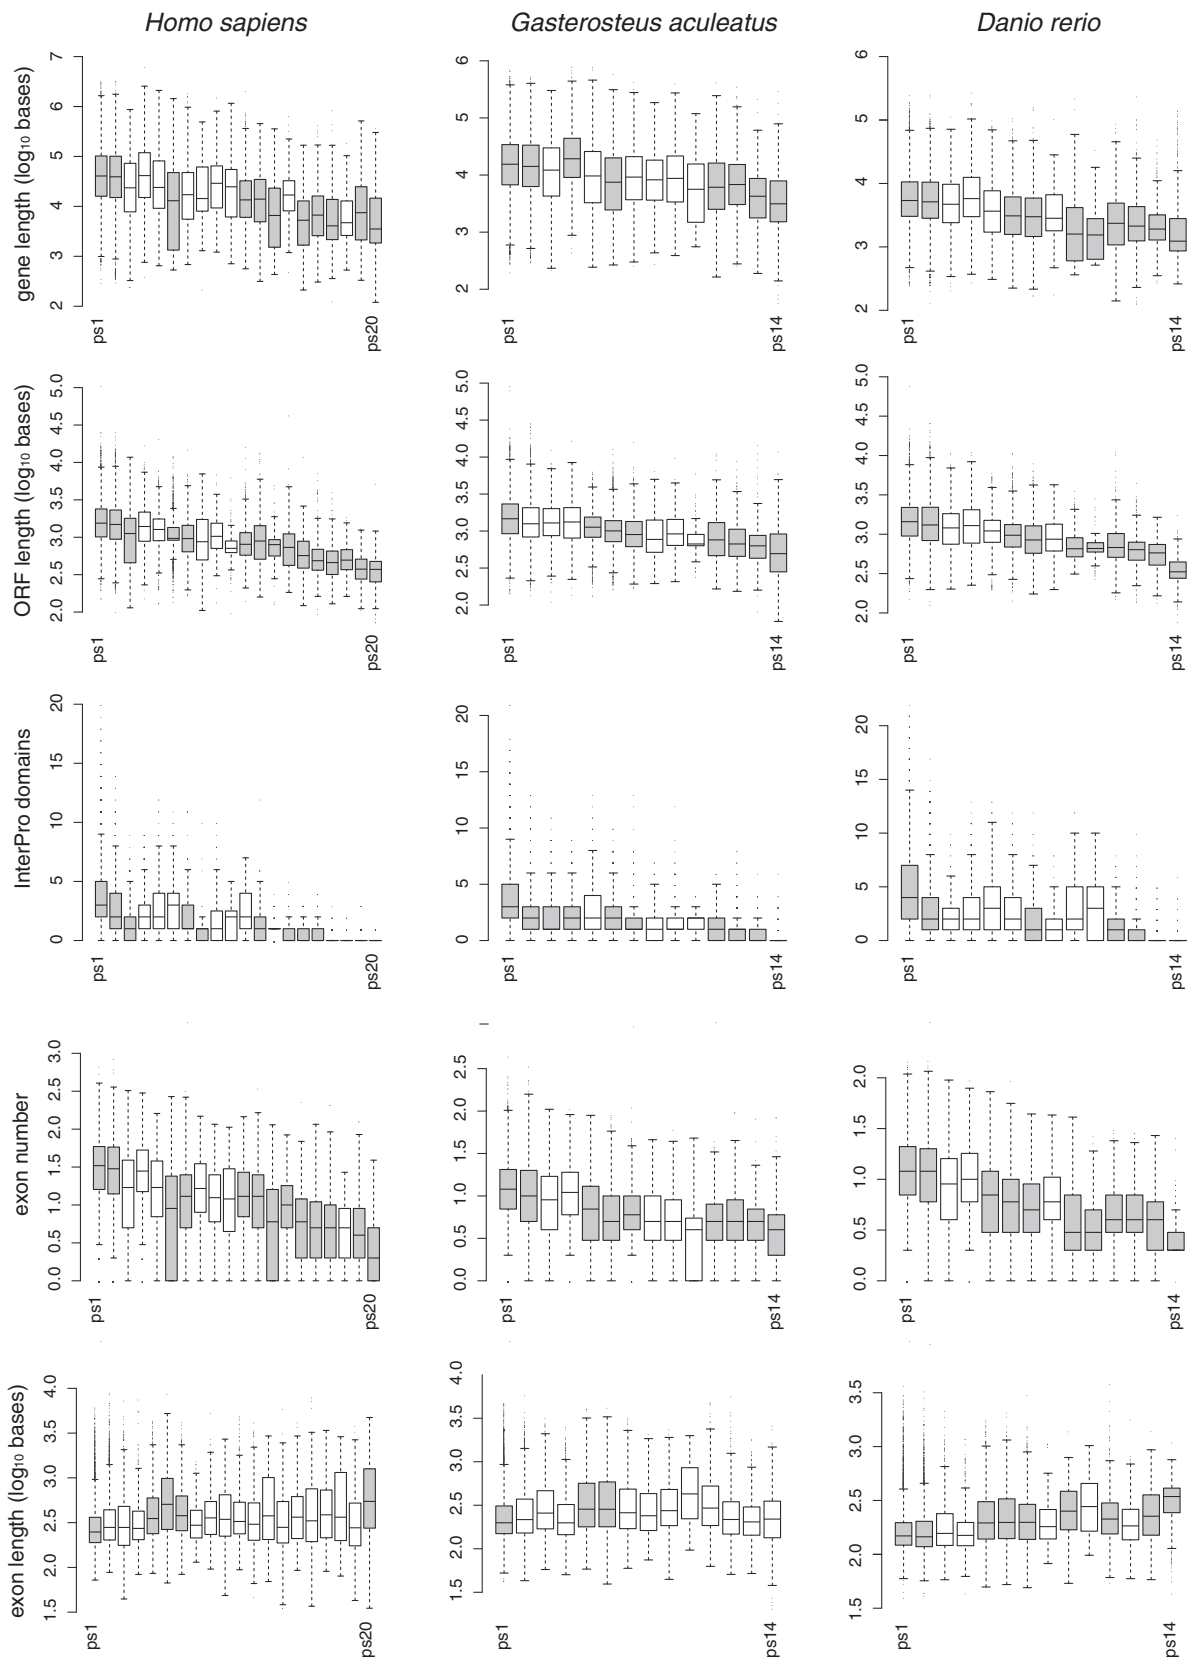 Homo sapiens Gasterosteus aculeatus Danio rerio
gene length (log10 bases)
2 3 4 5 6 7
ps1 ps20
2 3 4 5 6
ps1 ps14
2 3 4 5 6
ps1 ps14
ORF length (log10 bases)
2.0 2.5 3.0 3.5 4.0 4.5 5.0
ps1 ps20
2.0 2.5 3.0 3.5 4.0 4.5 5.0
ps1 ps14
2.0 2.5 3.0 3.5 4.0 4.5 5.0
ps1 ps14
InterPro domains
0 5 10 15 20
ps1 ps20
0 5 10 15 20
ps1 ps14
0 5 10 15 20
ps1 ps14
exon number
0.0 0.5 1.0 1.5 2.0 2.5 3.0
ps1 ps20
0.0 0.5 1.0 1.5 2.0 2.5
ps1 ps14
0.0 0.5 1.0 1.5 2.0
ps1 ps14
exon length (log10 bases)
1.5 2.0 2.5 3.0 3.5 4.0
ps1 ps20
1.5 2.0 2.5 3.0 3.5 4.0
ps1 ps14
1.5 2.0 2.5 3.0 3.5
ps1 ps14